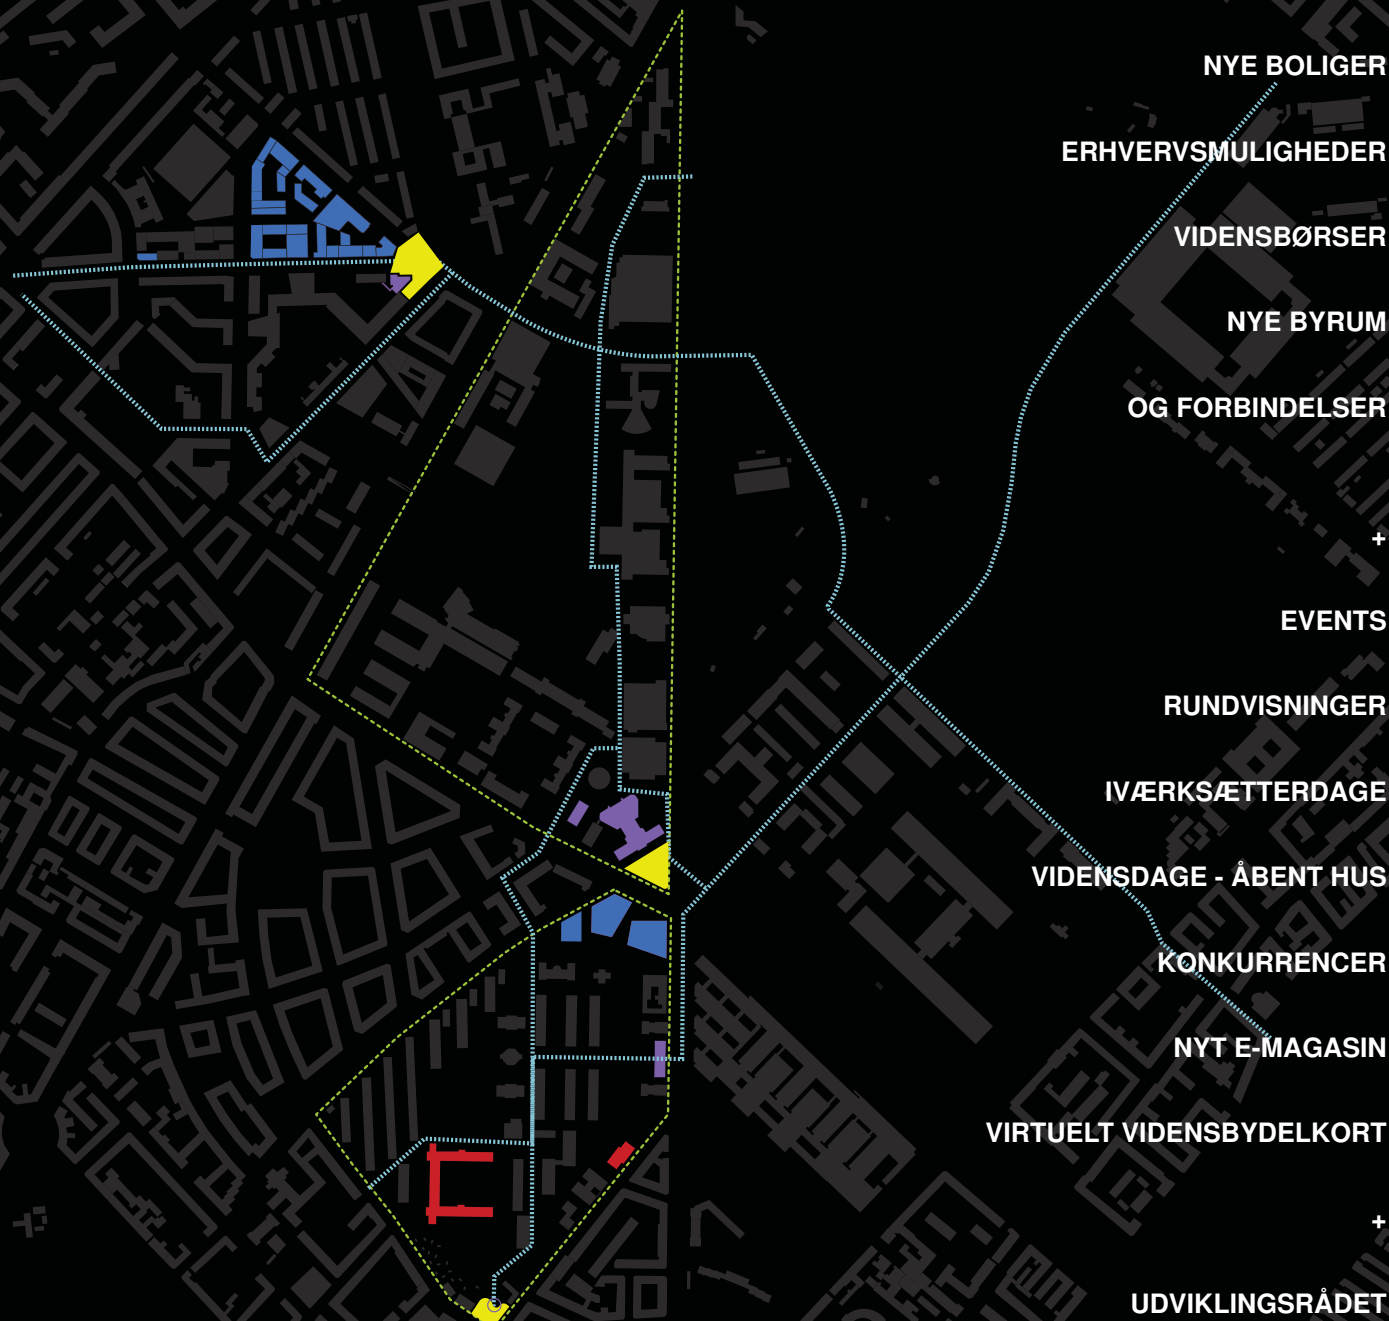 NYE BOLIGER
ERHVERVSMULIGHEDER
VIDENSBØRSER
NYE BYRUM
OG FORBINDELSER
+
EVENTS
RUNDVISNINGER
IVÆRKSÆTTERDAGE
VIDENSDAGE - ÅBENT HUS
KONKURRENCER
NYT E-MAGASIN
VIRTUELT VIDENSBYDELKORT
+
UDVIKLINGSRÅDET